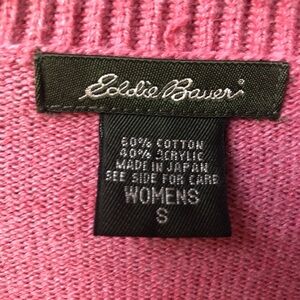 Eddie Bauer
60% COTTON
40% ACRYLIC
MADE IN JAPAN
SEE SIDE FOR CARE
WOMENS
S